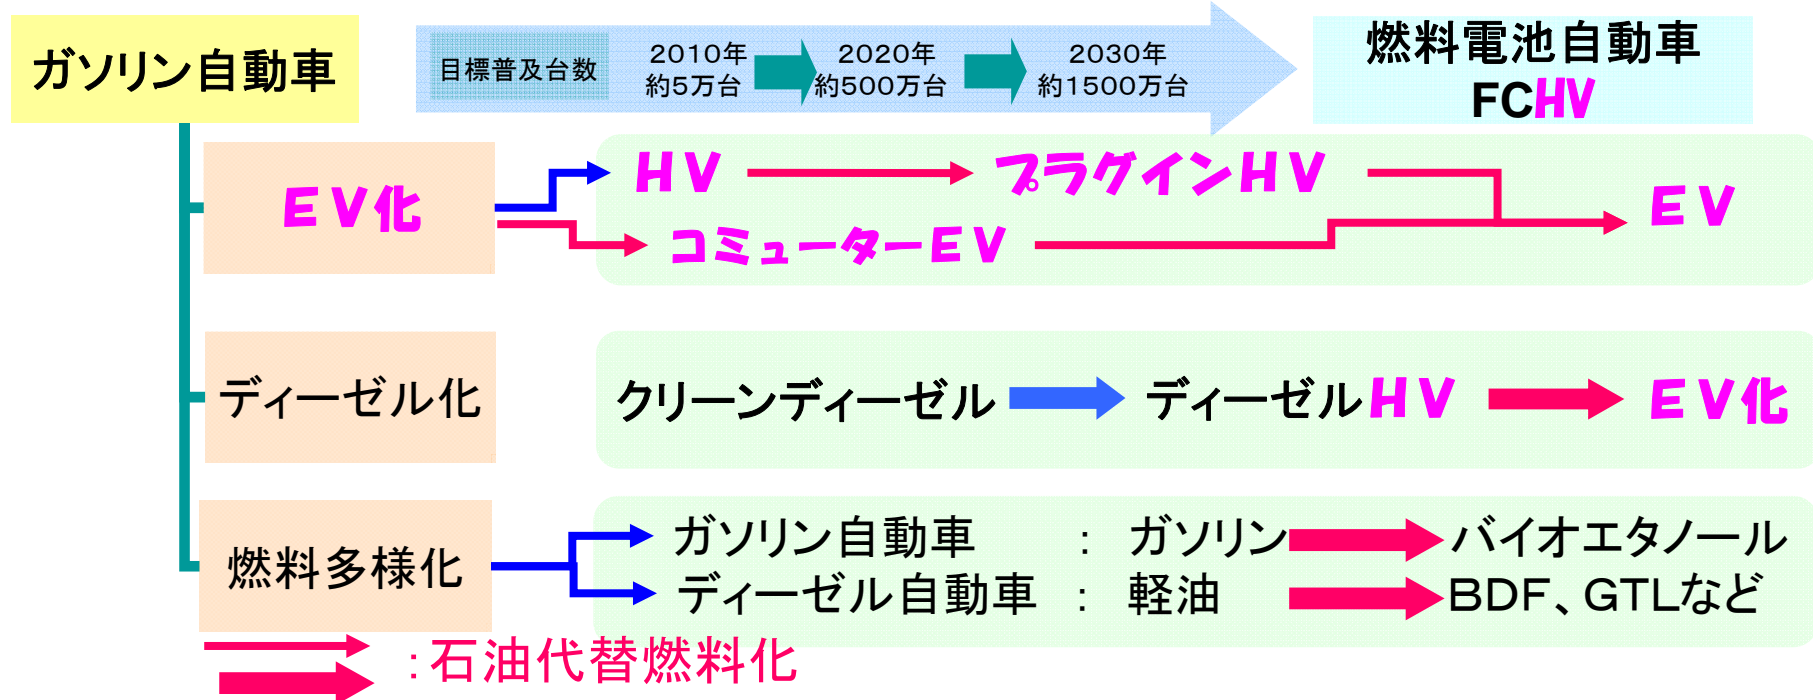 ガソリン自動車
目標普及台数
2010年
約5万台
2020年
約500万台
2030年
約1500万台
燃料電池自動車
FCHV
EV化
HV
プラグインHV
EV
コミューターEV
ディーゼル化
クリーンディーゼル
ディーゼルHV
EV化
燃料多様化
ガソリン自動車 : ガソリン バイオエタノール
ディーゼル自動車 : 軽油 BDF、GTLなど
:石油代替燃料化